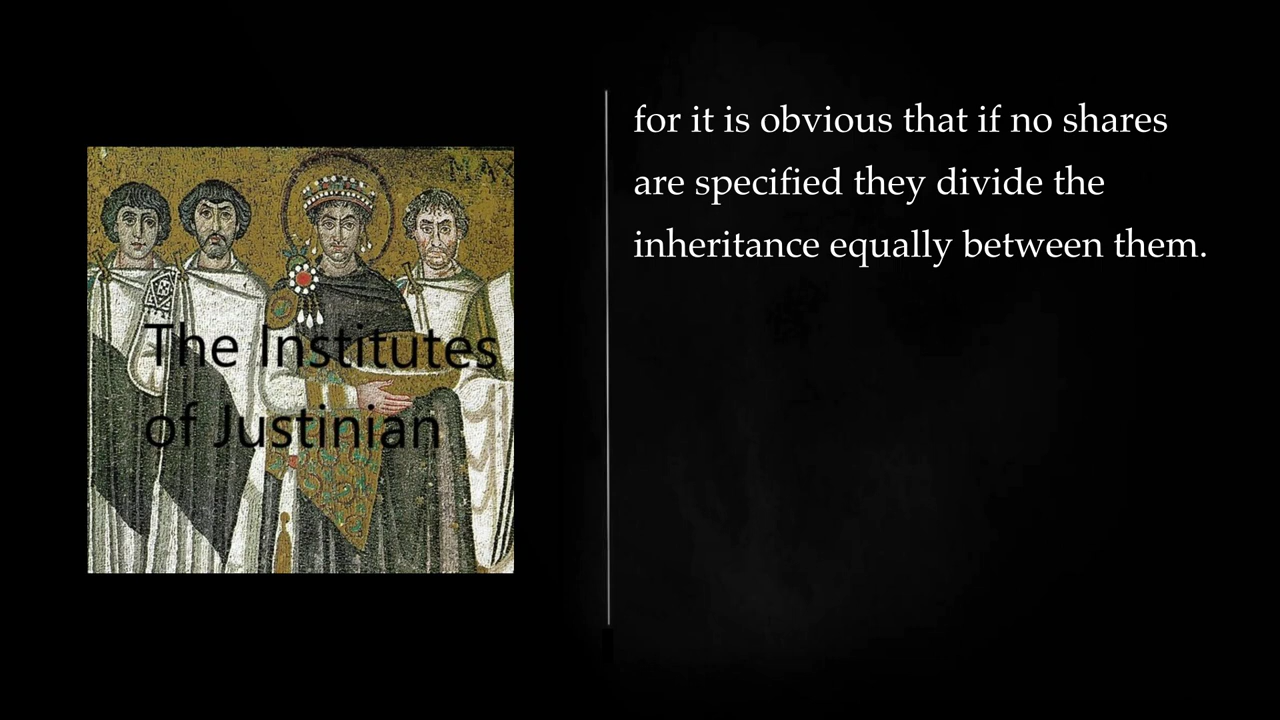 MAX
The Institutes
of Justinian
for it is obvious that if no shares
are specified they divide the
inheritance equally between them.